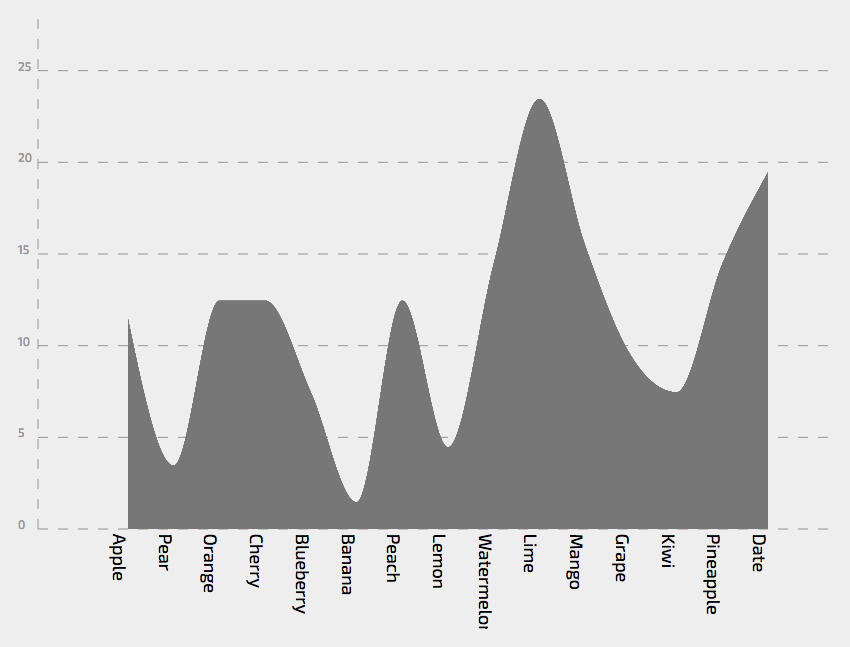 25
20
15
10
5
0
Apple
Pear
Orange
Cherry
Blueberry
Banana
Peach
Lemon
Watermelon
Lime
Mango
Grape
Kiwi
Pineapple
Date